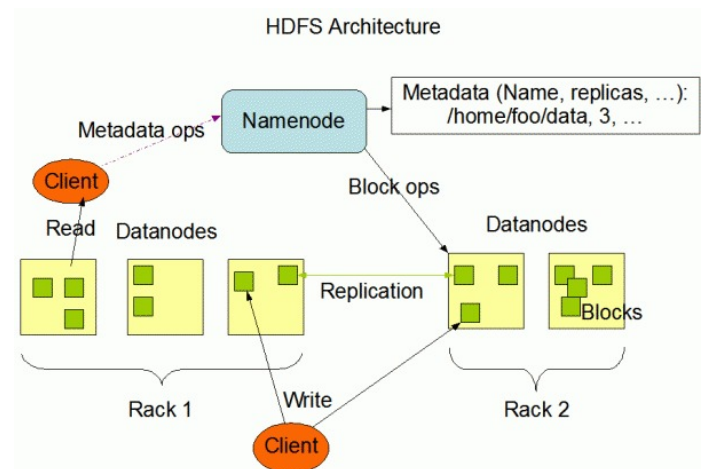 HDFS Architecture
Metadata (Name, replicas, …):
/home/foo/data, 3, …
Namenode
Metadata ops
Client
Block ops
Read
Datanodes
Datanodes
Replication
Blocks
Rack 1
Write
Rack 2
Client